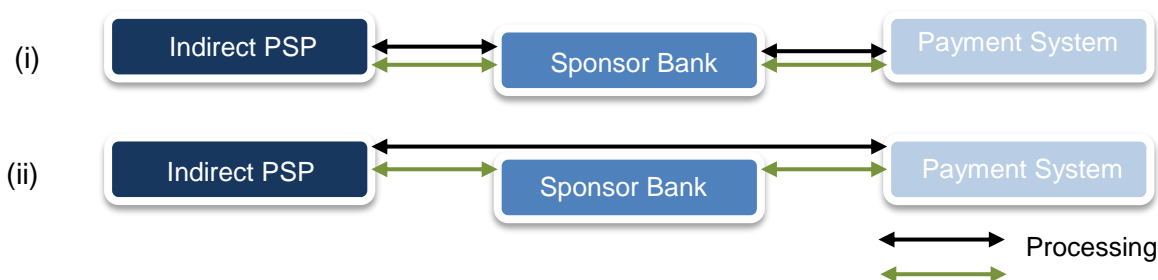 (i) Indirect PSP Sponsor Bank Payment System
(ii) Indirect PSP Sponsor Bank Payment System
Processing